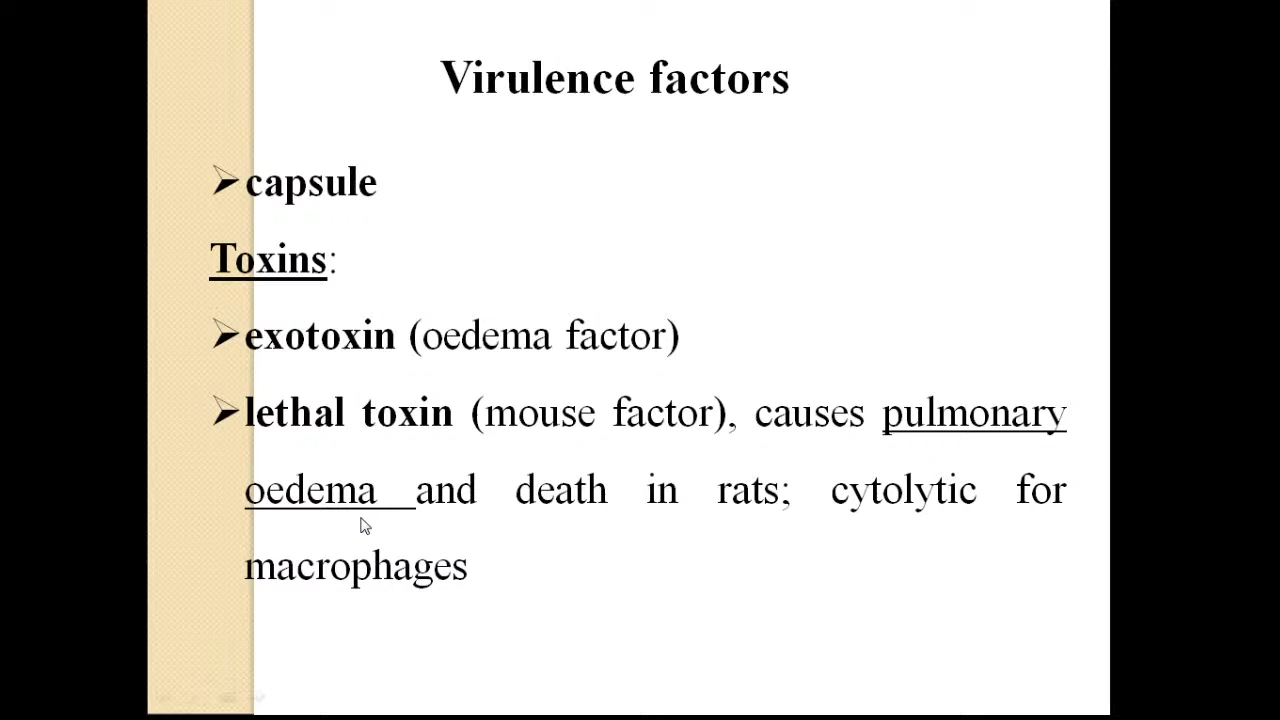 Virulence factors
➢capsule
Toxins:
➢exotoxin (oedema factor)
➢lethal toxin (mouse factor), causes pulmonary
oedema and death in rats; cytolytic for
macrophages